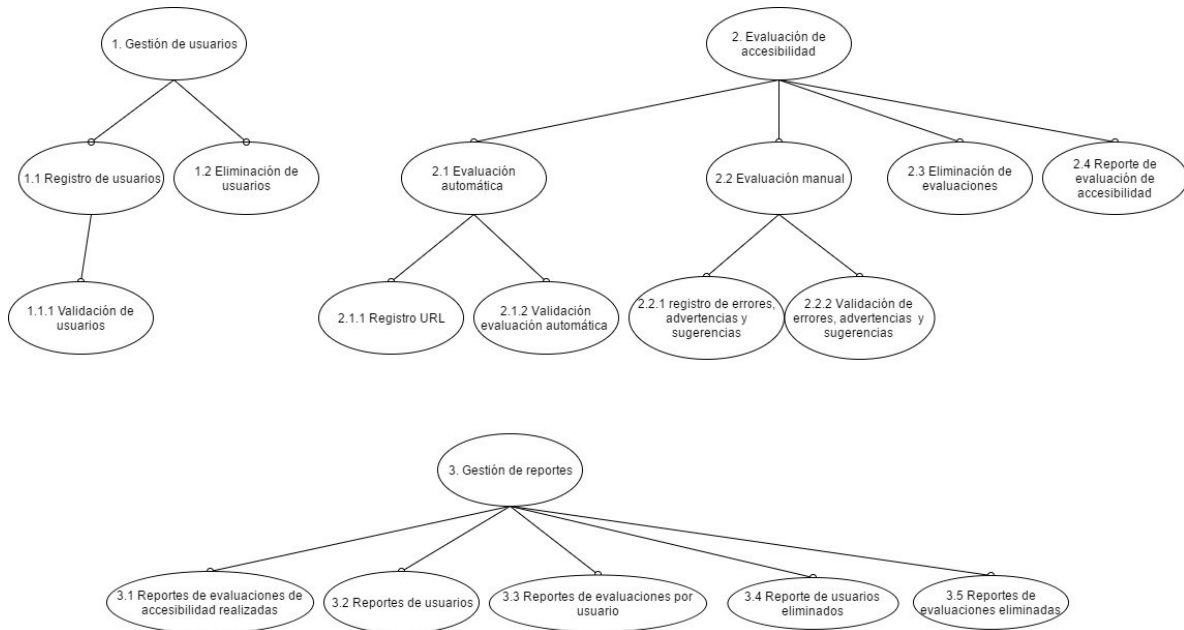 1. Gestión de usuarios
2. Evaluación de
accesibilidad
1.1 Registro de usuarios
1.2 Eliminación de
usuarios
2.1 Evaluación
automática
2.2 Evaluación manual
2.3 Eliminación de
evaluaciones
2.4 Reporte de
evaluación de
accesibilidad
1.1.1 Validación de
usuarios
2.1.1 Registro URL
2.1.2 Validación
evaluación automática
2.2.1 registro de errores,
advertencias y
sugerencias
2.2.2 Validación de
errores, advertencias y
sugerencias
3. Gestión de reportes
3.1 Reportes de evaluaciones de
accesibilidad realizadas
3.2 Reportes de usuarios
3.3 Reportes de evaluaciones por
usuario
3.4 Reporte de usuarios
eliminados
3.5 Reportes de
evaluaciones eliminadas